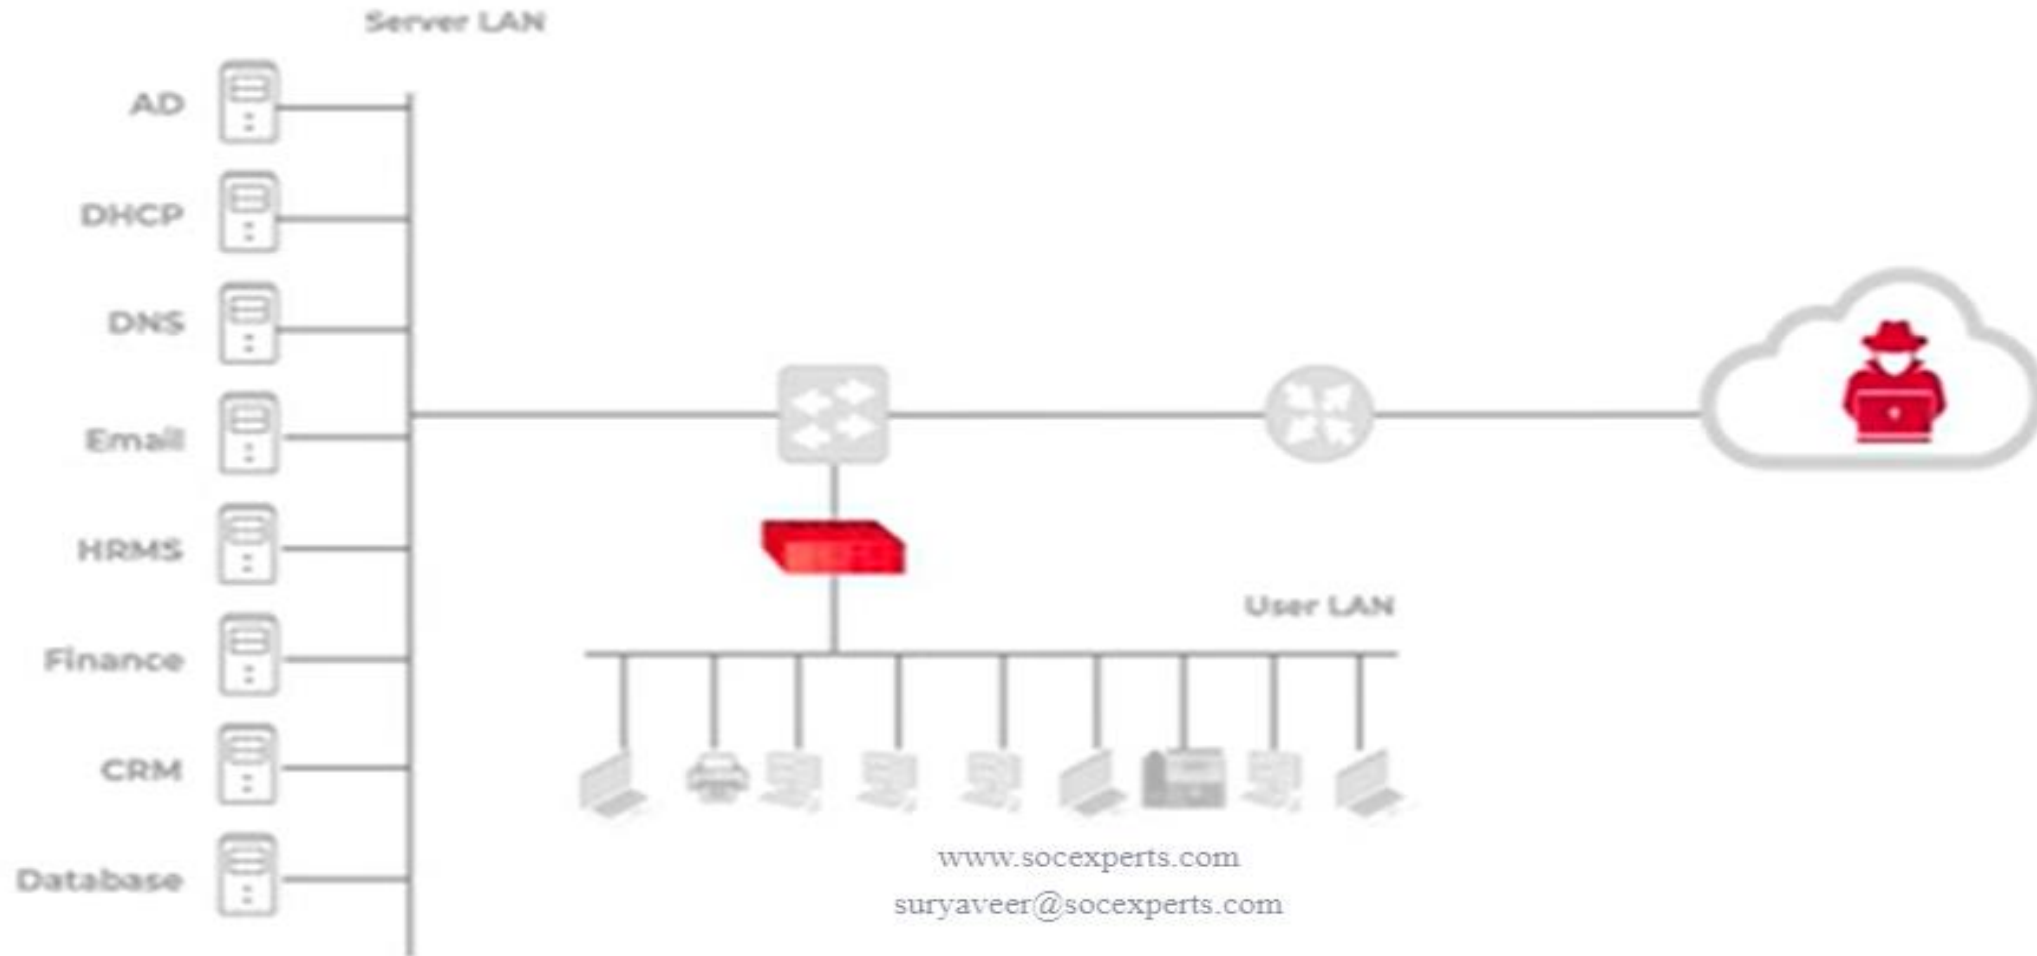 Server LAN
AD
DHCP
DNS
Email
HRMS
Finance
CRM
Database
User LAN
www.socexperts.com
suryaveer@socexperts.com